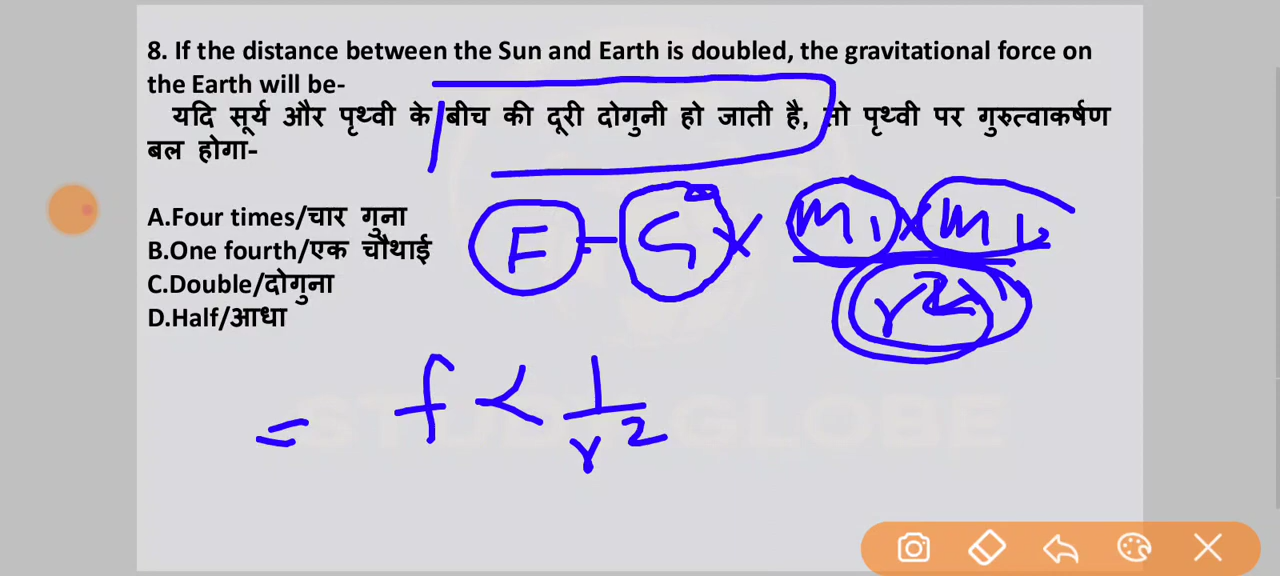 8. If the distance between the Sun and Earth is doubled, the gravitational force on
the Earth will be-
यदि सूर्य और पृथ्वी के बीच की दूरी दोगुनी हो जाती है, तो पृथ्वी पर गुरुत्वाकर्षण
बल होगा-
A.Four times/चार गुना
B.One fourth/एक चौथाई
C.Double/दोगुना
D.Half/आधा
F = G × m1 × m2
r2
= f < 1
r2
STUDY GLOBE